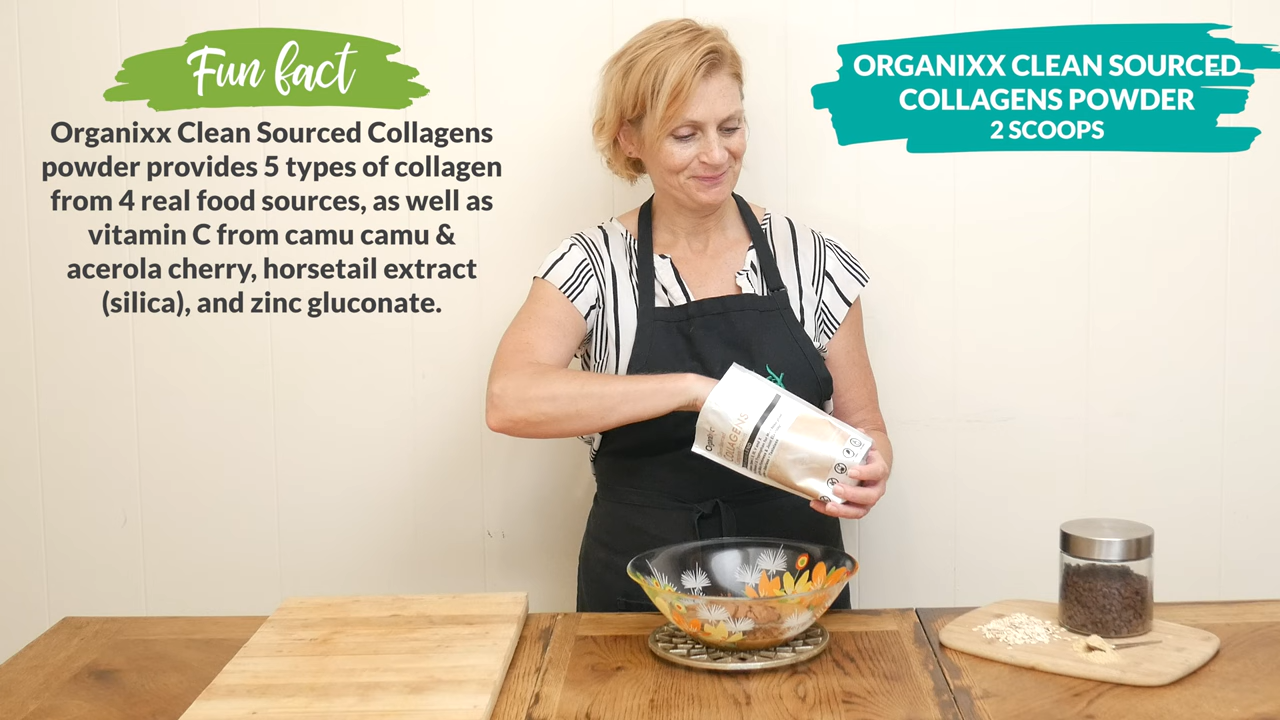 Fun fact
Organixx Clean Sourced Collagens
powder provides 5 types of collagen
from 4 real food sources, as well as
vitamin C from camu camu &
acerola cherry, horsetail extract
(silica), and zinc gluconate.
ORGANIXX CLEAN SOURCED
COLLAGENS POWDER
2 SCOOPS
Organixx
COLLAGENS